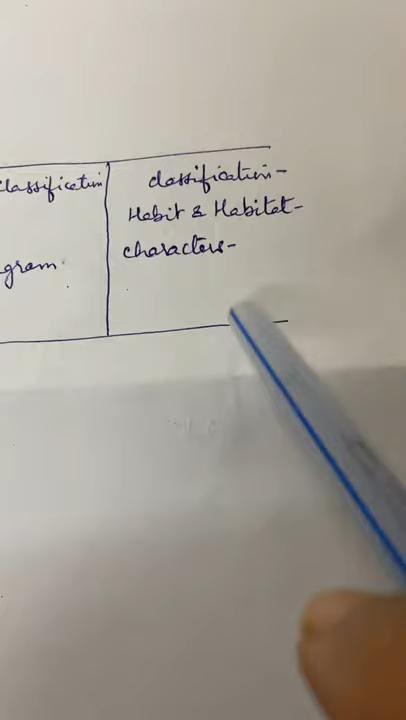 classification
gram.
classification-
Habit & Habitat-
characters-